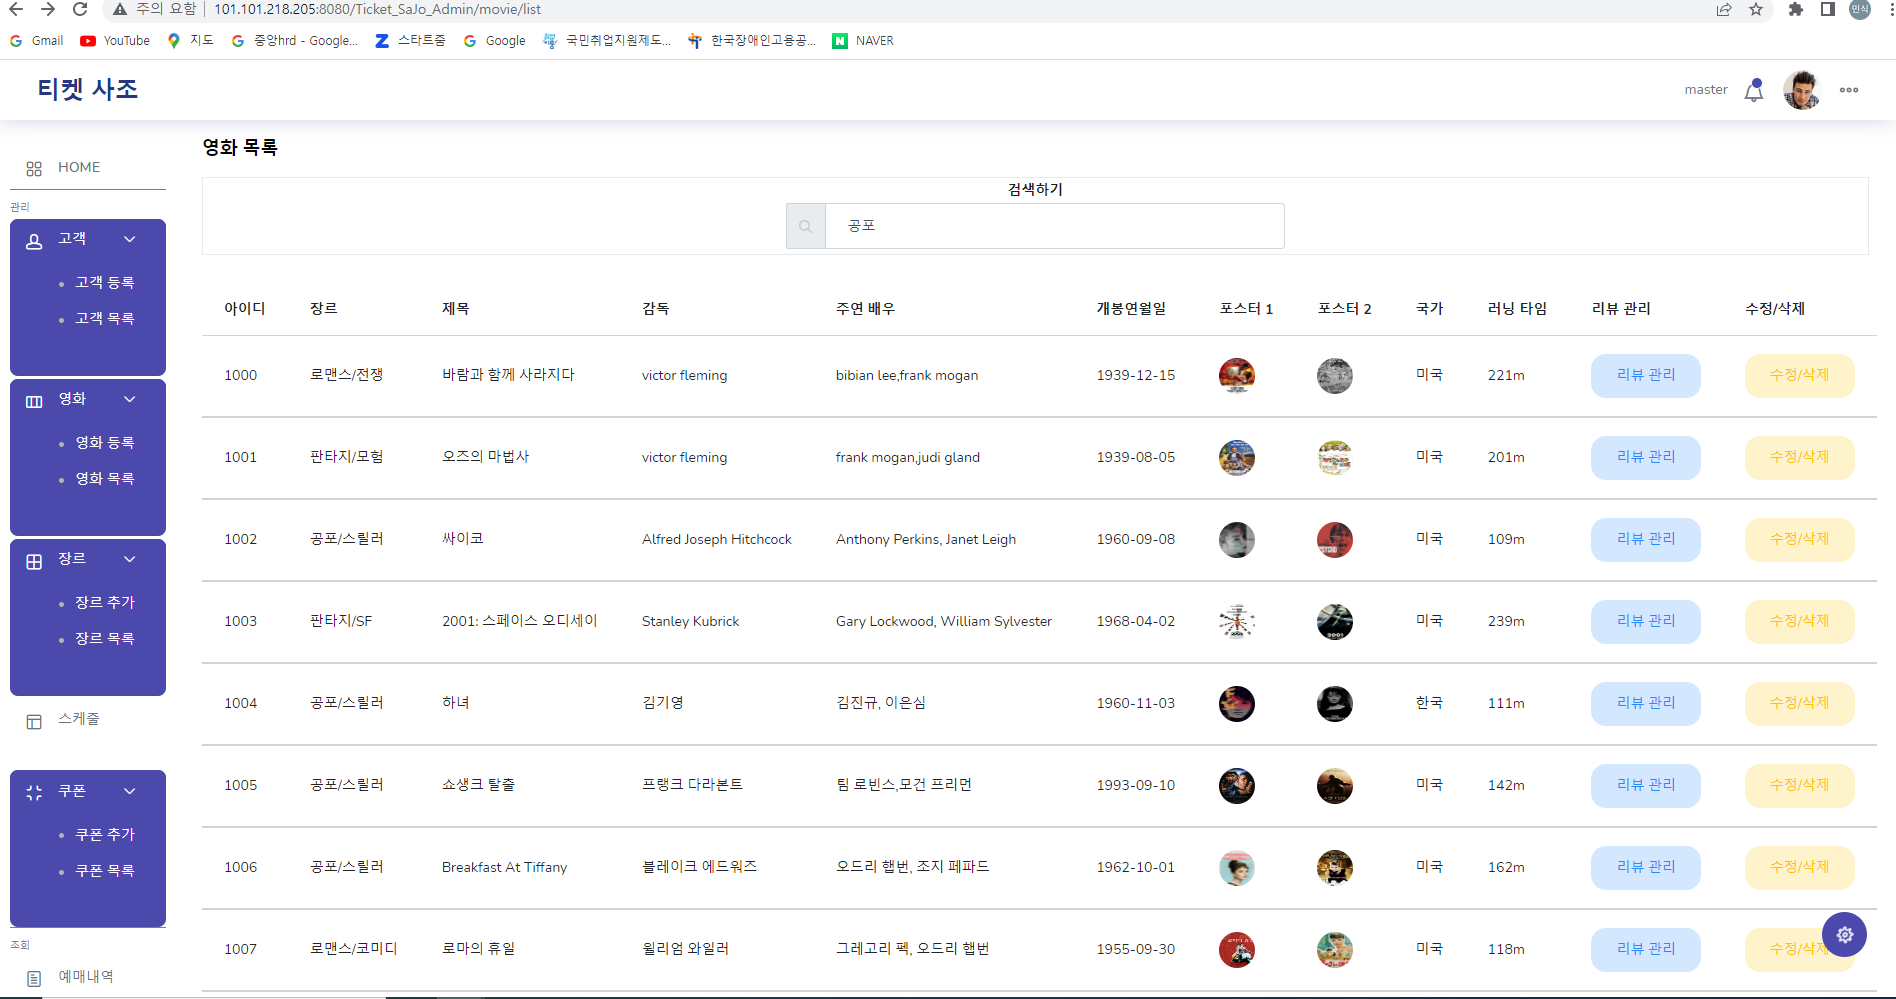 주의 요함 | 101.101.218.205:8080/Ticket_SaJo_Admin/movie/list
인식
Gmail YouTube 지도 중앙hrd - Google... 스타트줌 Google 국민취업지원제도... 한국장애인고용공... NAVER
티켓 사조 master
영화 목록
HOME
관리
고객
고객 등록
고객 목록
영화
영화 등록
영화 목록
장르
장르 추가
장르 목록
스케줄
쿠폰
쿠폰 추가
쿠폰 목록
조회
예매내역
검색하기
공포
아이디 장르 제목 감독 주연 배우 개봉연월일 포스터 1 포스터 2 국가 러닝 타임 리뷰 관리 수정/삭제
1000 로맨스/전쟁 바람과 함께 사라지다 victor fleming bibian lee,frank mogan 1939-12-15 미국 221m 리뷰 관리 수정/삭제
1001 판타지/모험 오즈의 마법사 victor fleming frank mogan,judi gland 1939-08-05 미국 201m 리뷰 관리 수정/삭제
1002 공포/스릴러 싸이코 Alfred Joseph Hitchcock Anthony Perkins, Janet Leigh 1960-09-08 미국 109m 리뷰 관리 수정/삭제
1003 판타지/SF 2001: 스페이스 오디세이 Stanley Kubrick Gary Lockwood, William Sylvester 1968-04-02 미국 239m 리뷰 관리 수정/삭제
1004 공포/스릴러 하녀 김기영 김진규, 이은심 1960-11-03 한국 111m 리뷰 관리 수정/삭제
1005 공포/스릴러 쇼생크 탈출 프랭크 다라본트 팀 로빈스,모건 프리먼 1993-09-10 미국 142m 리뷰 관리 수정/삭제
1006 공포/스릴러 Breakfast At Tiffany 블레이크 에드워즈 오드리 햅번, 조지 페파드 1962-10-01 미국 162m 리뷰 관리 수정/삭제
1007 로맨스/코미디 로마의 휴일 윌리엄 와일러 그레고리 펙, 오드리 햅번 1955-09-30 미국 118m 리뷰 관리 수정/삭제